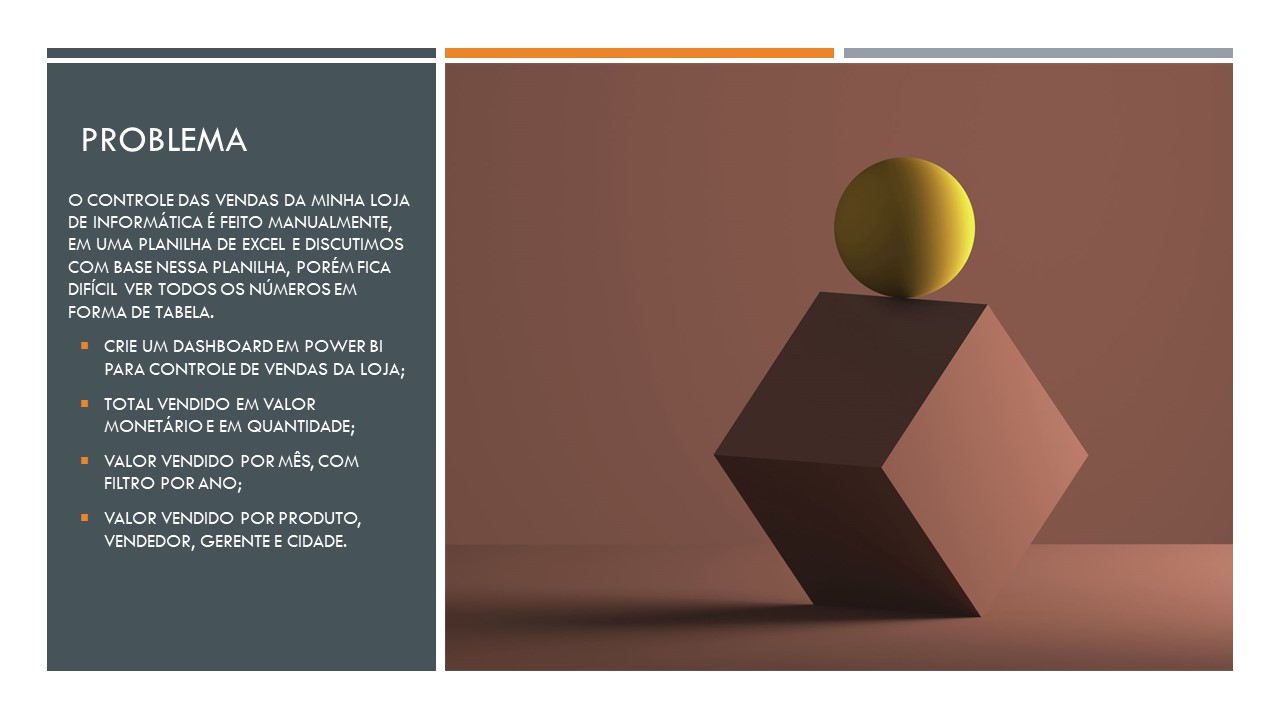 PROBLEMA
O CONTROLE DAS VENDAS DA MINHA LOJA
DE INFORMÁTICA É FEITO MANUALMENTE,
EM UMA PLANILHA DE EXCEL E DISCUTIMOS
COM BASE NESSA PLANILHA, PORÉM FICA
DIFÍCIL VER TODOS OS NÚMEROS EM
FORMA DE TABELA.
CRIE UM DASHBOARD EM POWER BI
PARA CONTROLE DE VENDAS DA LOJA;
TOTAL VENDIDO EM VALOR
MONETÁRIO E EM QUANTIDADE;
VALOR VENDIDO POR MÊS, COM
FILTRO POR ANO;
VALOR VENDIDO POR PRODUTO,
VENDEDOR, GERENTE E CIDADE.